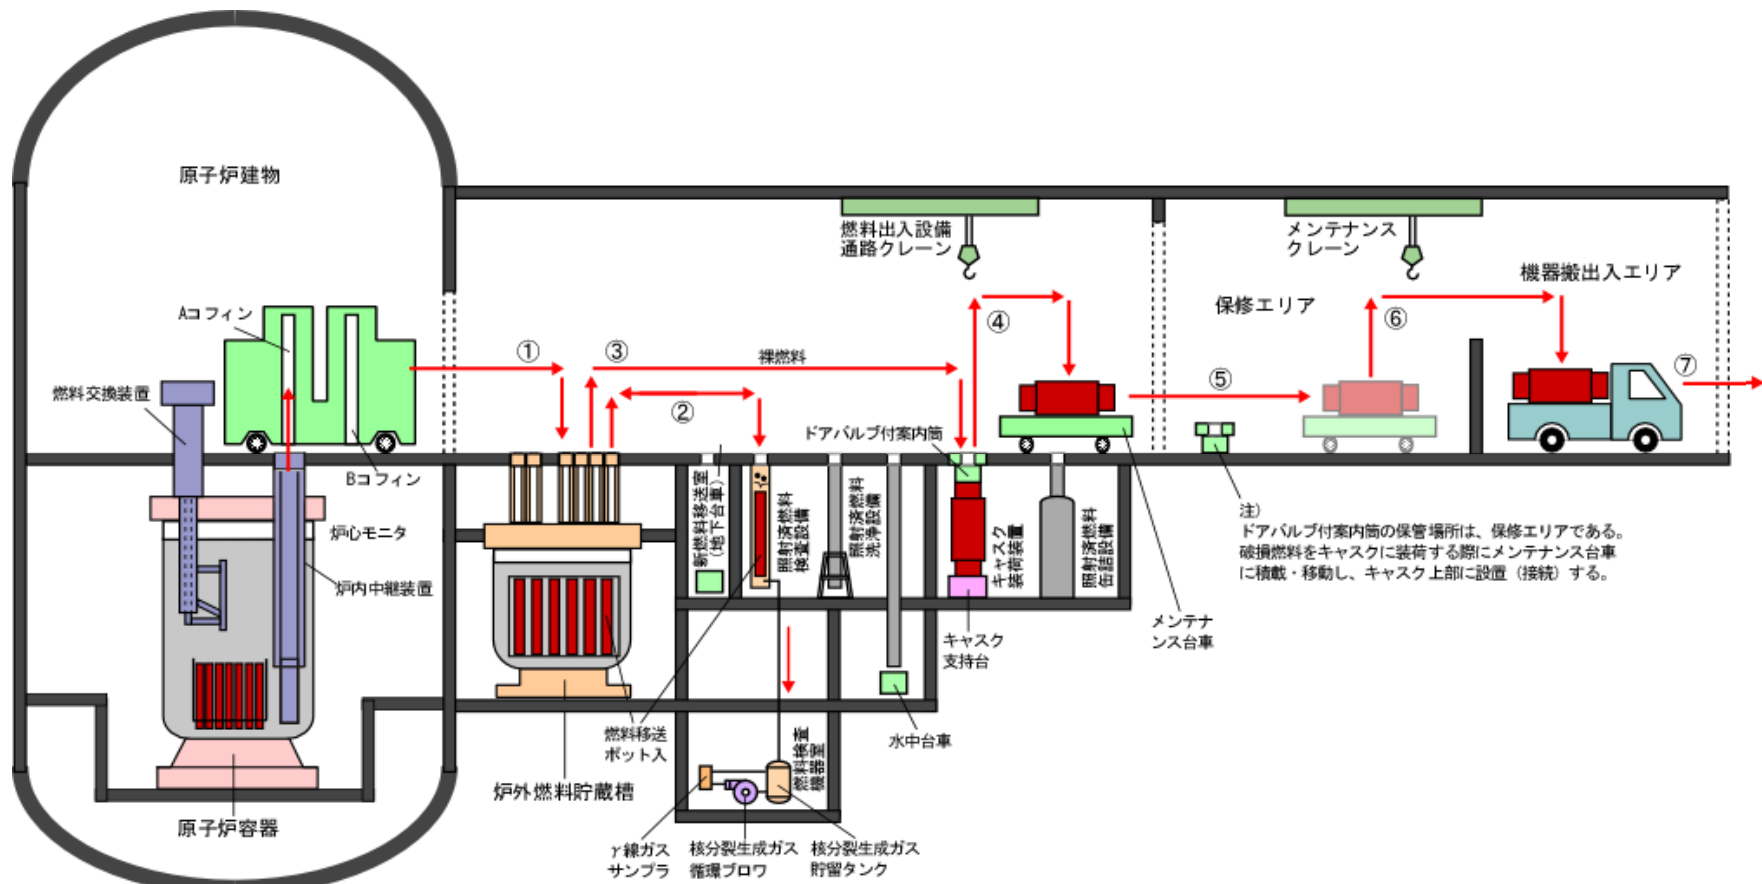 原子炉建物
Aコフィン
燃料交換装置
Bコフィン
炉心モニタ
炉内中継装置
原子炉容器
①
②
③
裸燃料
④
⑤
⑥
⑦
燃料出入設備
通路クレーン
メンテナンス
クレーン
機器搬出入エリア
保修エリア
ドアバルブ付案内筒
新燃料移送室
(地下台車)
照射済燃料
検査設備
照射済燃料
洗浄設備
キャスク
装荷装置
照射済燃料
缶詰設備
注)
ドアバルブ付案内筒の保管場所は、保修エリアである。
破損燃料をキャスクに装荷する際にメンテナンス台車
に積載・移動し、キャスク上部に設置(接続)する。
メンテナ
ンス台車
キャスク
支持台
水中台車
燃料移送
ポット入
炉外燃料貯蔵槽
燃料検査
機器室
γ線ガス
サンプラ
核分裂生成ガス
循環ブロワ
核分裂生成ガス
貯留タンク